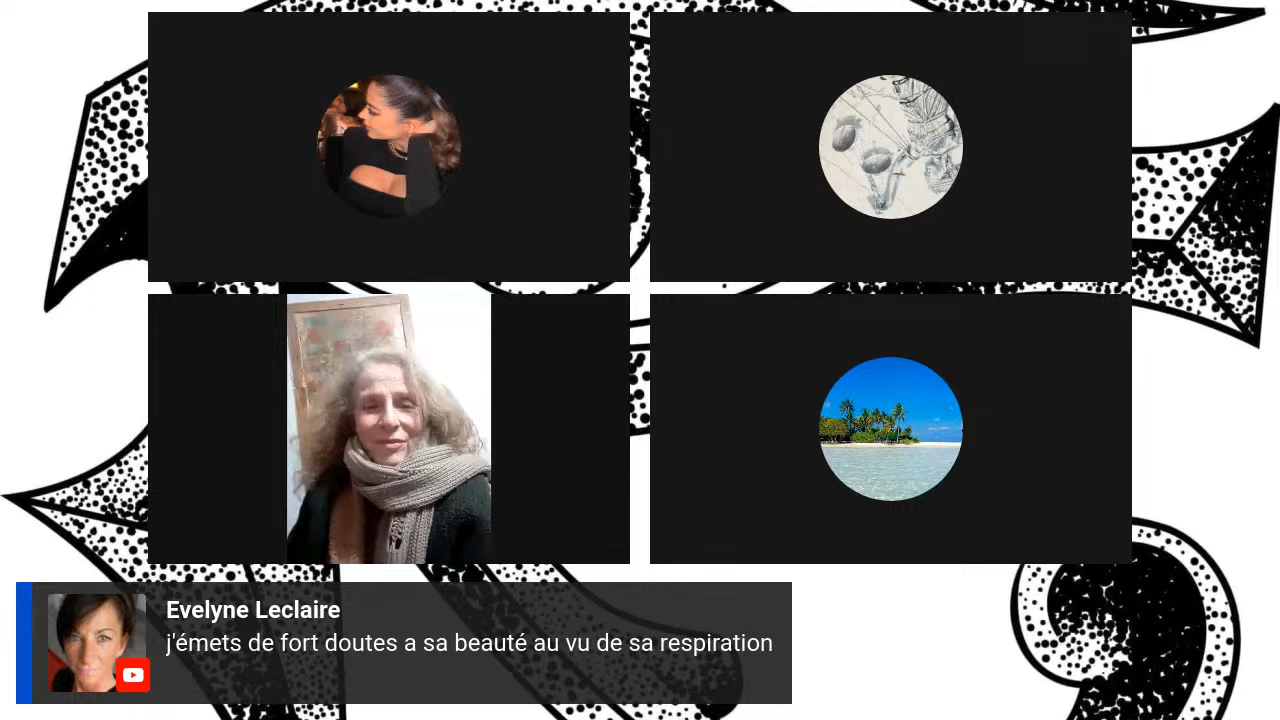 Evelyne Leclaire
j'émets de fort doutes a sa beauté au vu de sa respiration